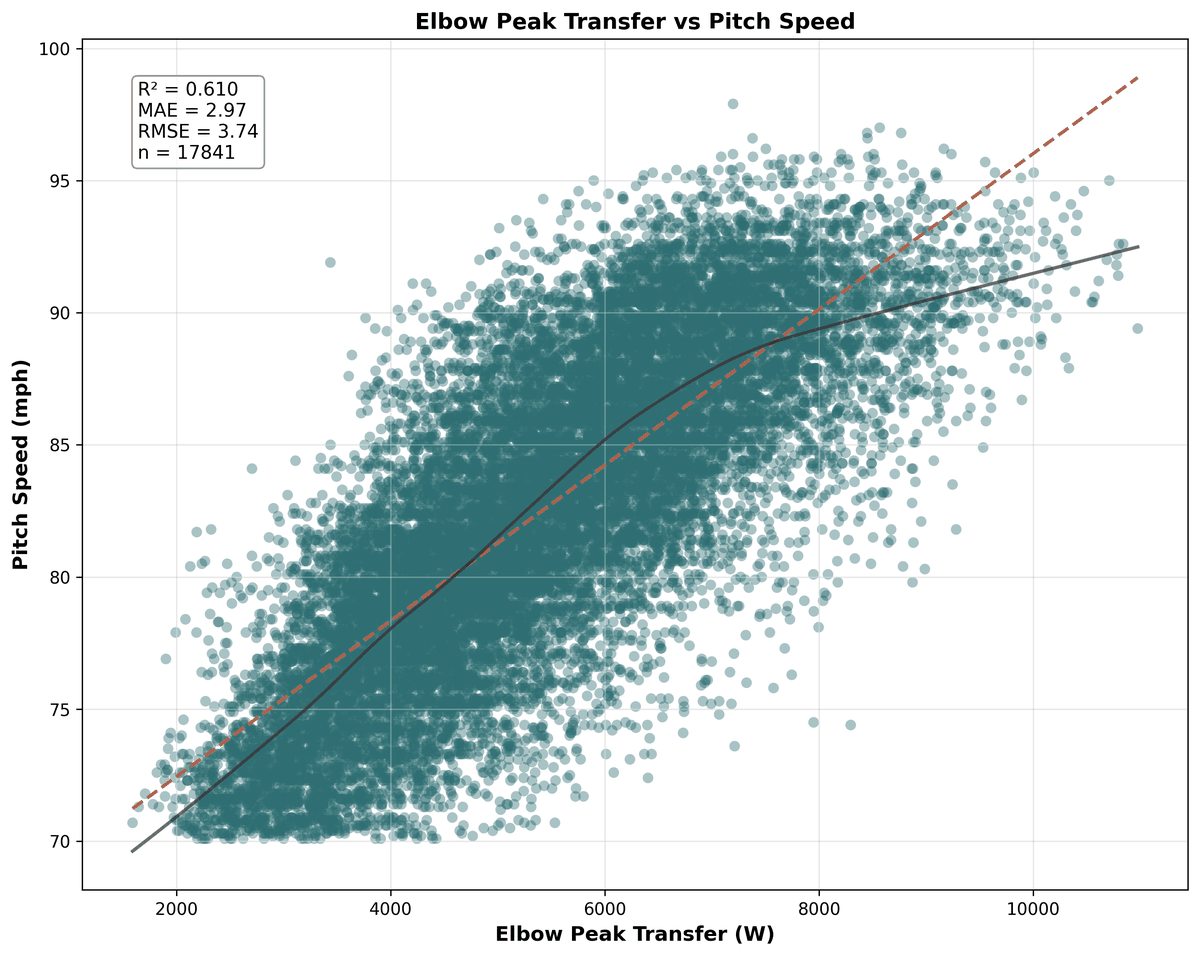 Elbow Peak Transfer vs Pitch Speed
R² = 0.610
MAE = 2.97
RMSE = 3.74
n = 17841
100
95
90
85
80
75
70
Pitch Speed (mph)
2000 4000 6000 8000 10000
Elbow Peak Transfer (W)